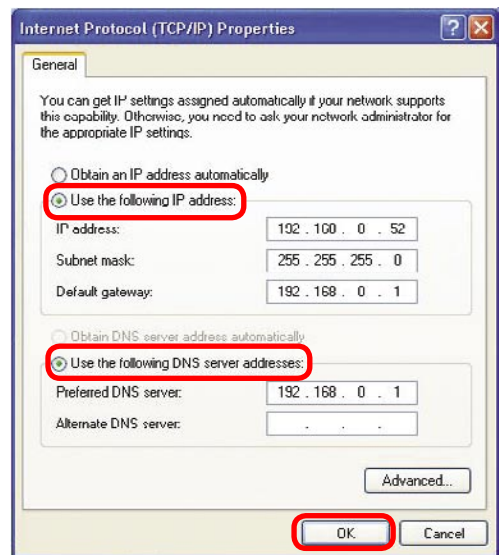 Internet Protocol (TCP/IP) Properties
General
You can get IP settings assigned automatically if your network supports
this capability. Otherwise, you need to ask your network administrator for
the appropriate IP settings.
Obtain an IP address automatically
Use the following IP address:
IP address: 192 . 168 . 0 . 52
Subnet mask: 255 . 255 . 255 . 0
Default gateway: 192 . 168 . 0 . 1
Obtain DNS server address automatically
Use the following DNS server addresses:
Preferred DNS server: 192 . 168 . 0 . 1
Alternate DNS server: . . .
Advanced...
OK
Cancel